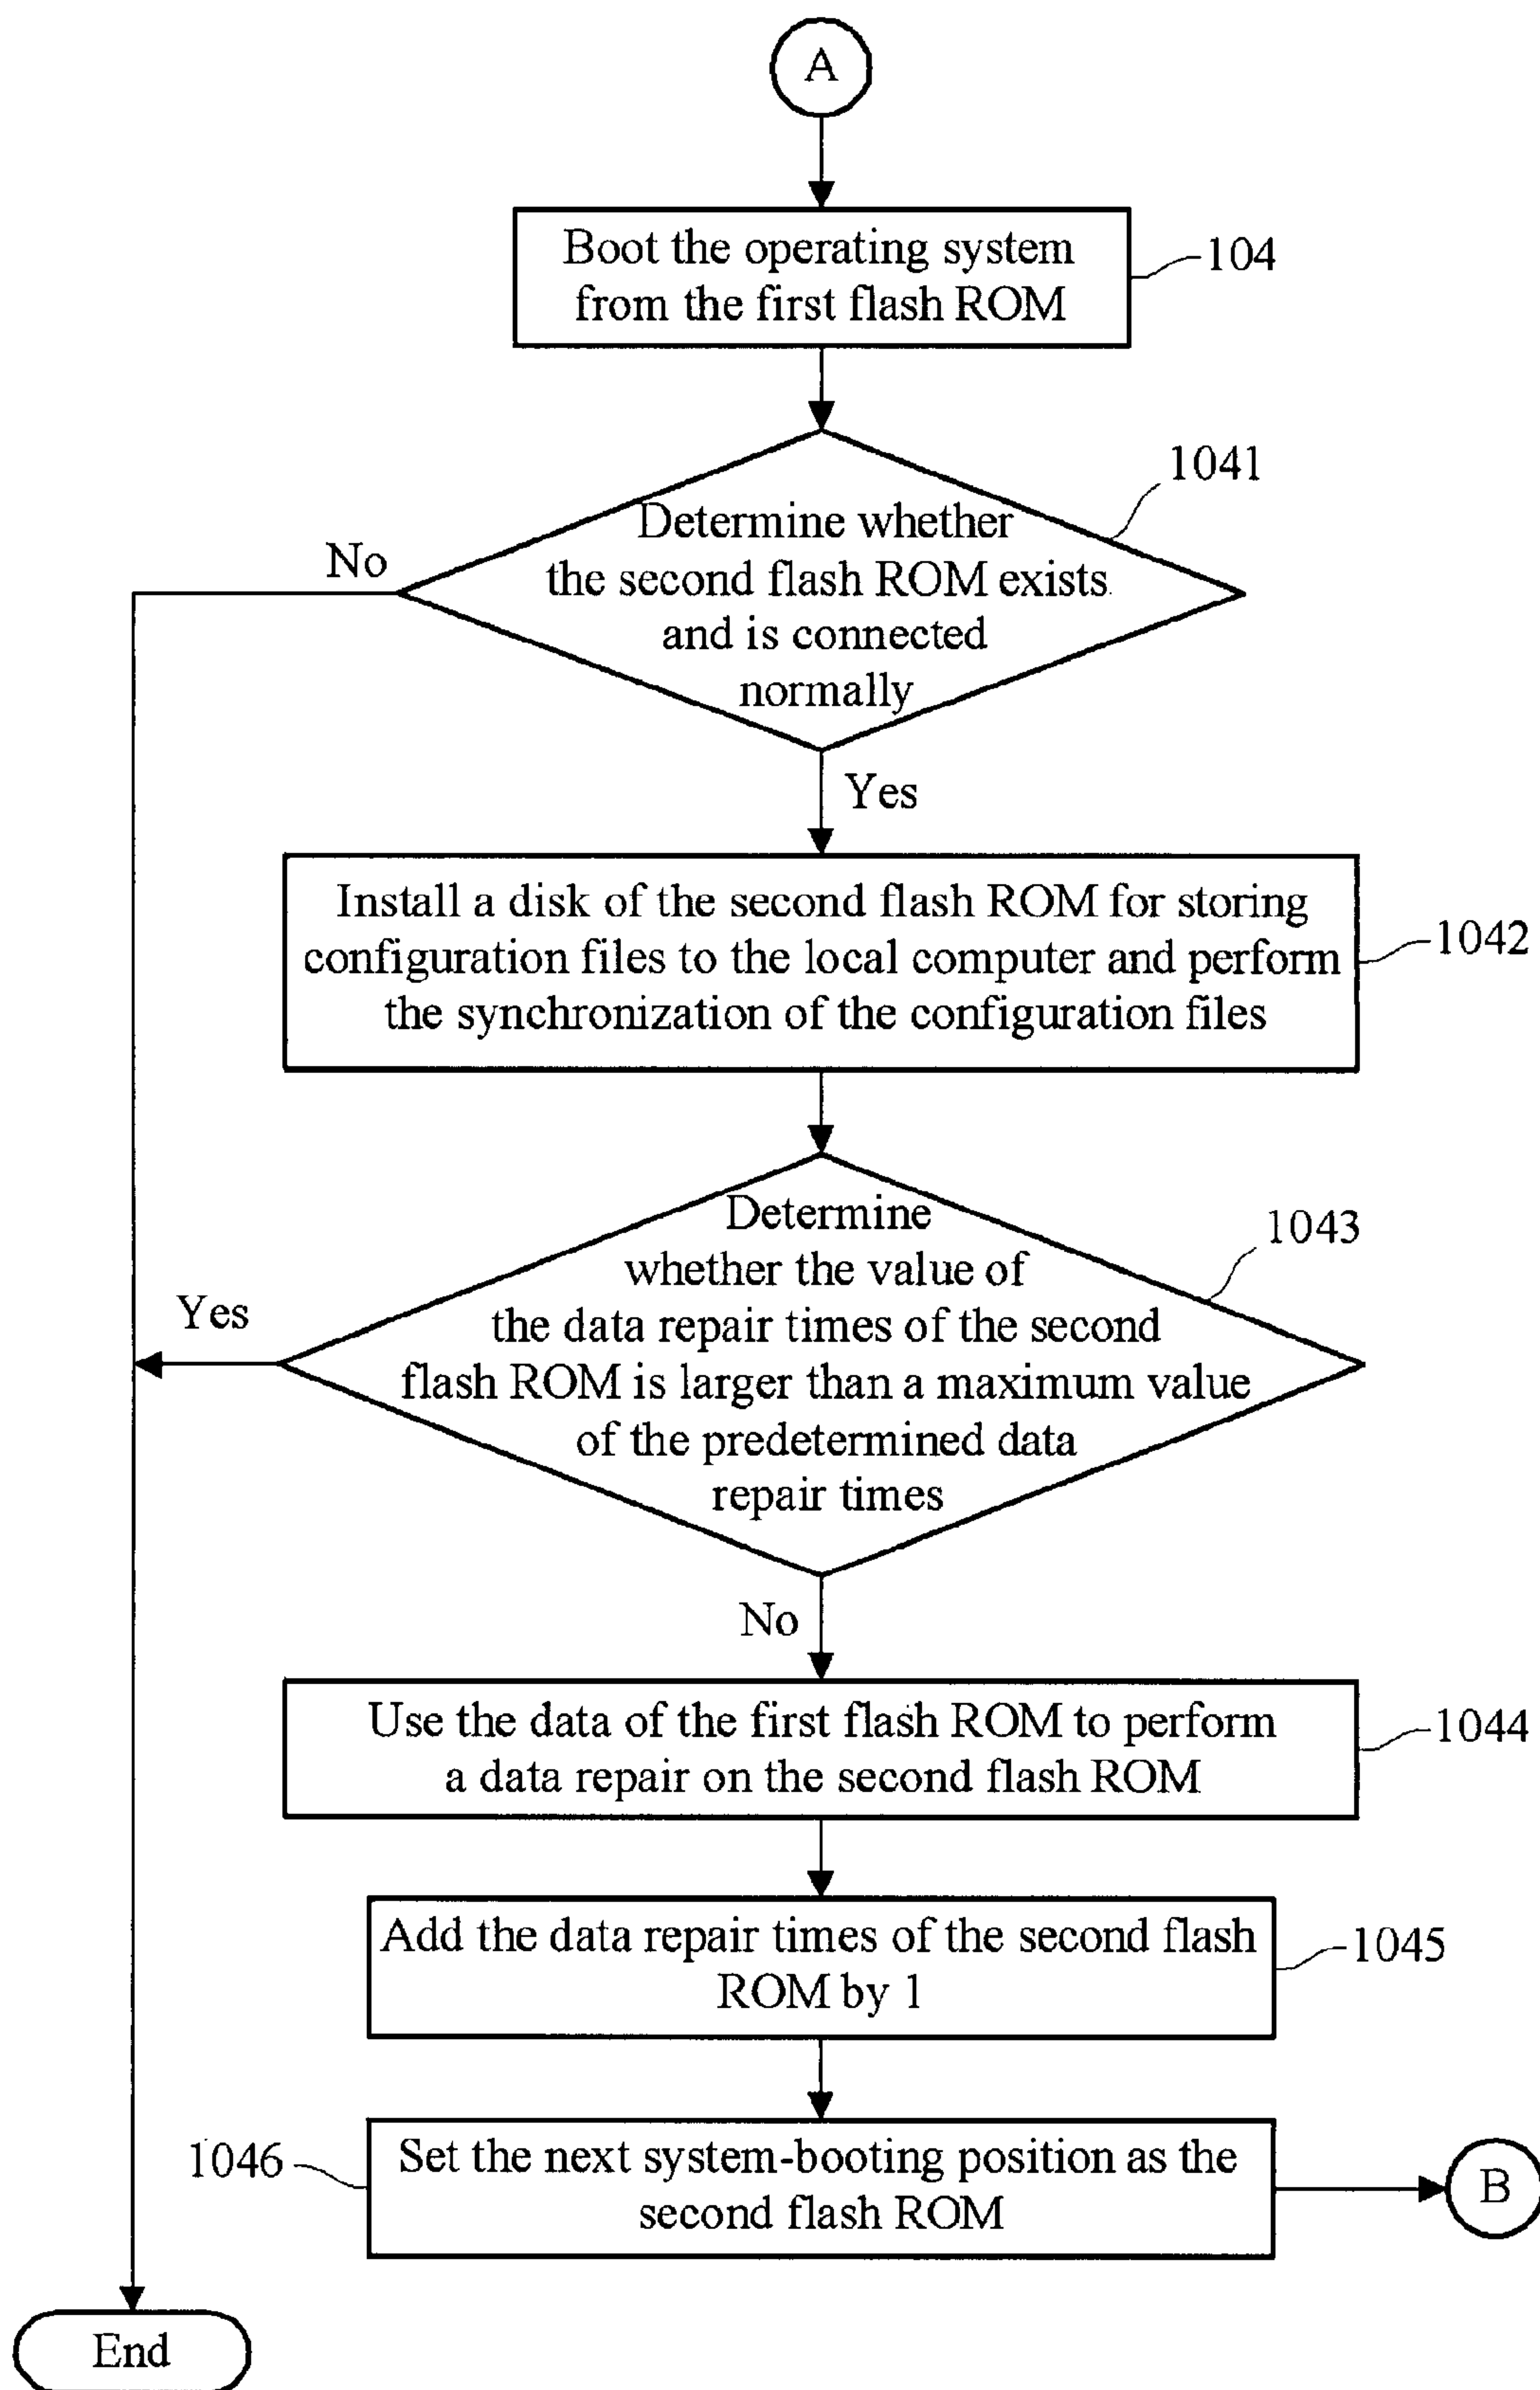 A
Boot the operating system
from the first flash ROM
104
1041
Determine whether
the second flash ROM exists
and is connected
normally
No
Yes
Install a disk of the second flash ROM for storing
configuration files to the local computer and perform
the synchronization of the configuration files
1042
Determine
whether the value of
the data repair times of the second
flash ROM is larger than a maximum value
of the predetermined data
repair times
1043
Yes
No
Use the data of the first flash ROM to perform
a data repair on the second flash ROM
1044
Add the data repair times of the second flash
ROM by 1
1045
1046
Set the next system-booting position as the
second flash ROM
B
End